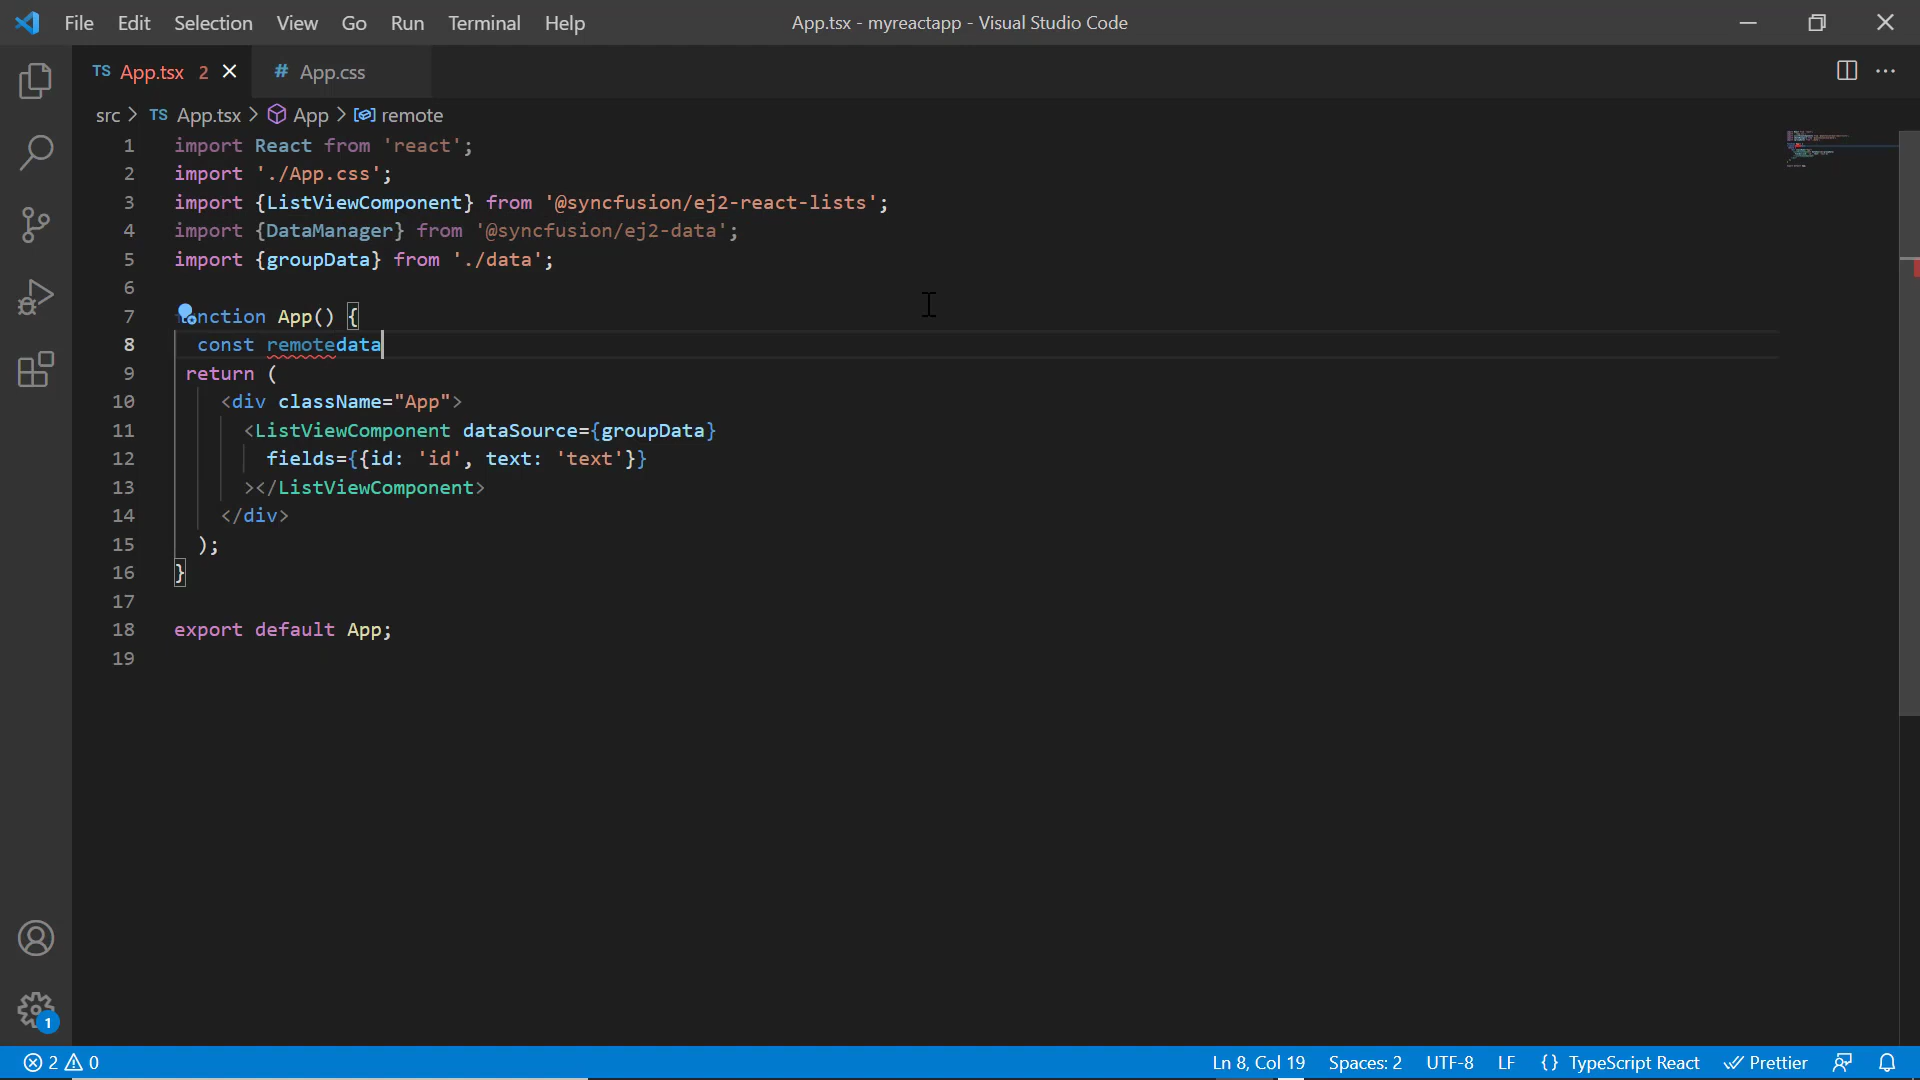 File Edit Selection View Go Run Terminal Help
App.tsx - myreactapp - Visual Studio Code
TS App.tsx 2
# App.css
src > TS App.tsx > App > remote
1 import React from 'react';
2 import './App.css';
3 import {ListViewComponent} from '@syncfusion/ej2-react-lists';
4 import {DataManager} from '@syncfusion/ej2-data';
5 import {groupData} from './data';
6
7 nction App() {
8 const remotedata
9 return (
10 <div className="App">
11 <ListViewComponent dataSource={groupData}
12 fields={{id: 'id', text: 'text'}}
13 ></ListViewComponent>
14 </div>
15 );
16 }
17
18 export default App;
19
1
2 0
Ln 8, Col 19 Spaces: 2 UTF-8 LF {} TypeScript React Prettier